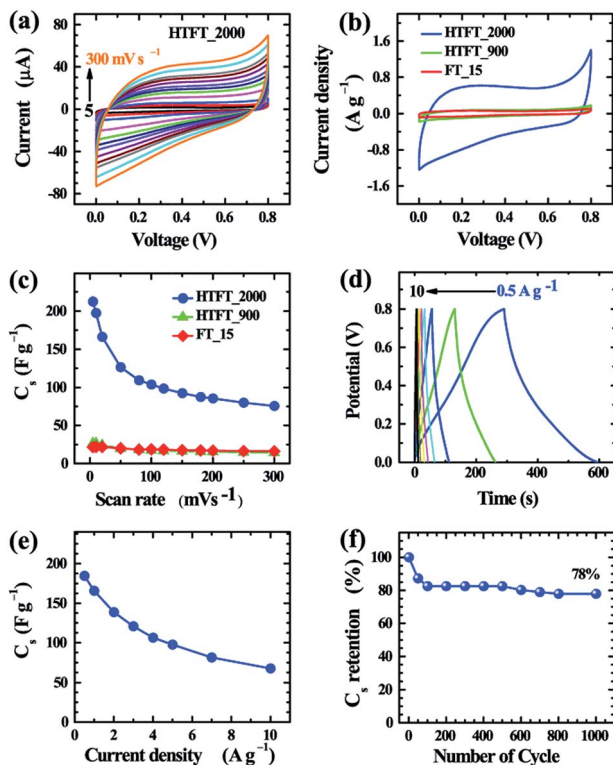 (a)
HTFT_2000
300 mV s⁻¹
5
80
40
0
-40
-80
Current (μA)
0.0 0.2 0.4 0.6 0.8
Voltage (V)
(b)
HTFT_2000
HTFT_900
FT_15
1.6
0.8
0.0
-0.8
-1.6
Current density
(A g⁻¹)
0.0 0.2 0.4 0.6 0.8
Voltage (V)
(c)
HTFT_2000
HTFT_900
FT_15
200
150
100
50
0
Cs (F g⁻¹)
0 50 100 150 200 250 300
Scan rate (mVs⁻¹)
(d)
10
0.5 A g⁻¹
1.2
0.8
0.4
0.0
Potential (V)
0 200 400 600
Time (s)
(e)
200
150
100
50
0
Cs (F g⁻¹)
0 2 4 6 8 10
Current density (A g⁻¹)
(f)
78%
100
80
60
40
20
0
Cs retention (%)
0 200 400 600 800 1000
Number of Cycle